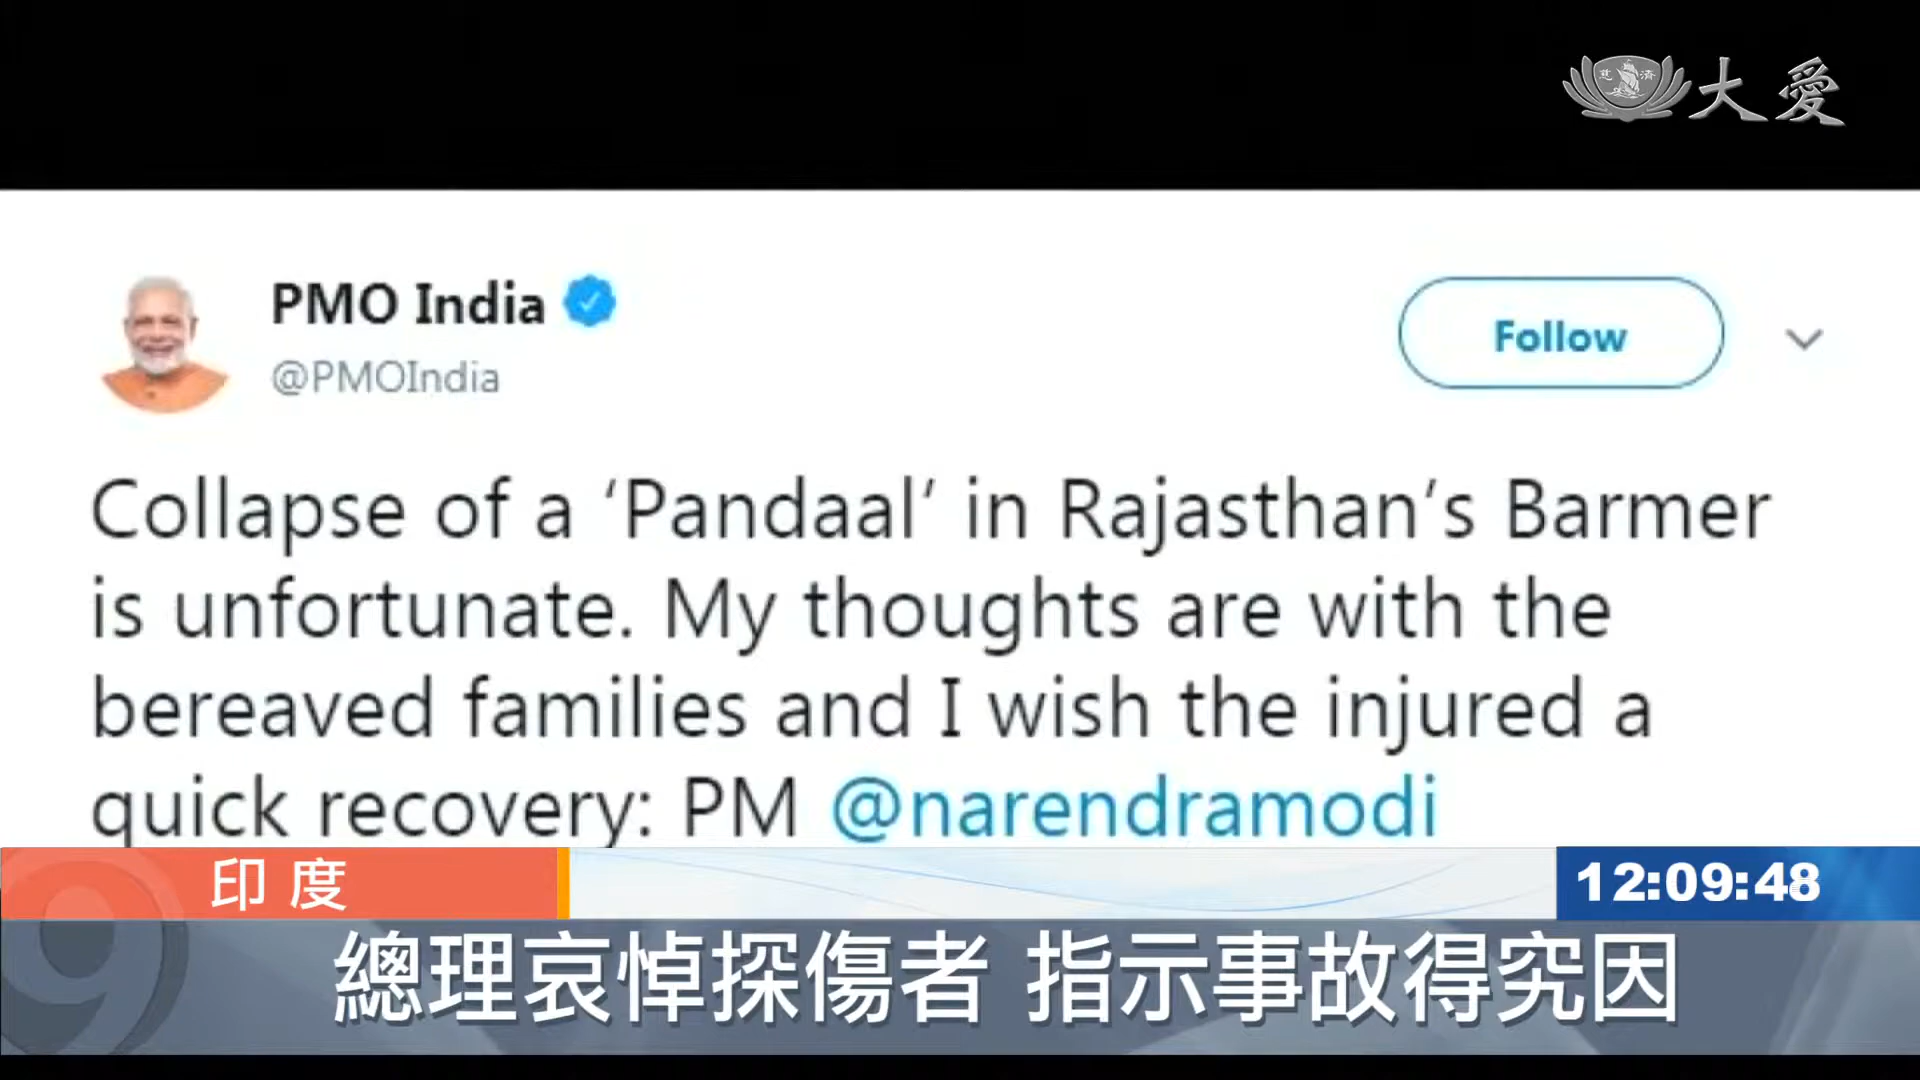 慈濟
大愛
PMO India
@PMOIndia
Follow
Collapse of a ‘Pandaal’ in Rajasthan’s Barmer
is unfortunate. My thoughts are with the
bereaved families and I wish the injured a
quick recovery: PM @narendramodi
印度
12:09:48
總理哀悼探傷者 指示事故得究因